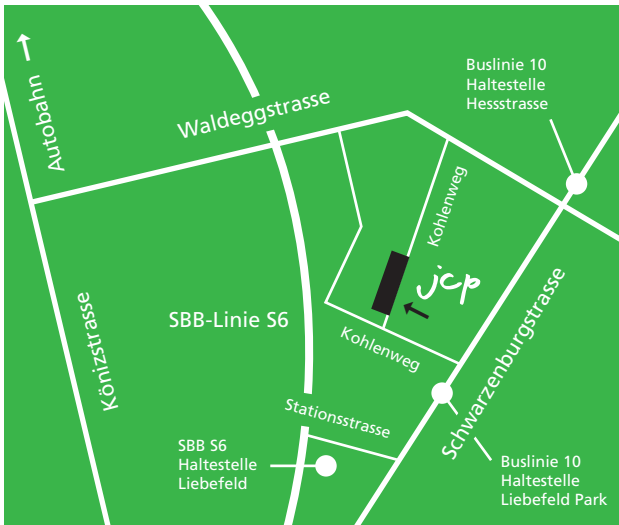 Autobahn
Waldeggstrasse
Buslinie 10
Haltestelle
Hessstrasse
Kohlenweg
jcp
Könizstrasse
SBB-Linie S6
Kohlenweg
Schwarzenburgstrasse
Stationsstrasse
SBB S6
Haltestelle
Liebefeld
Buslinie 10
Haltestelle
Liebefeld Park